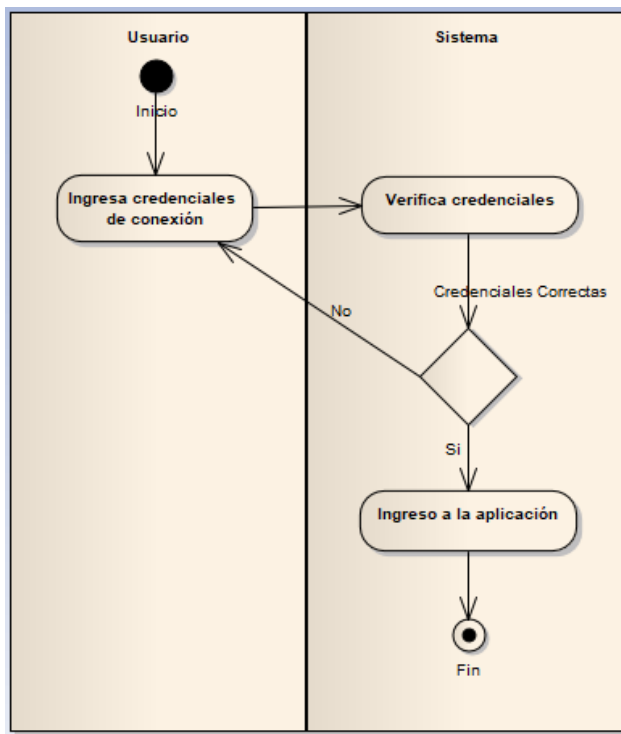 Usuario
Sistema
Inicio
Ingresa credenciales
de conexión
Verifica credenciales
Credenciales Correctas
No
Si
Ingreso a la aplicación
Fin